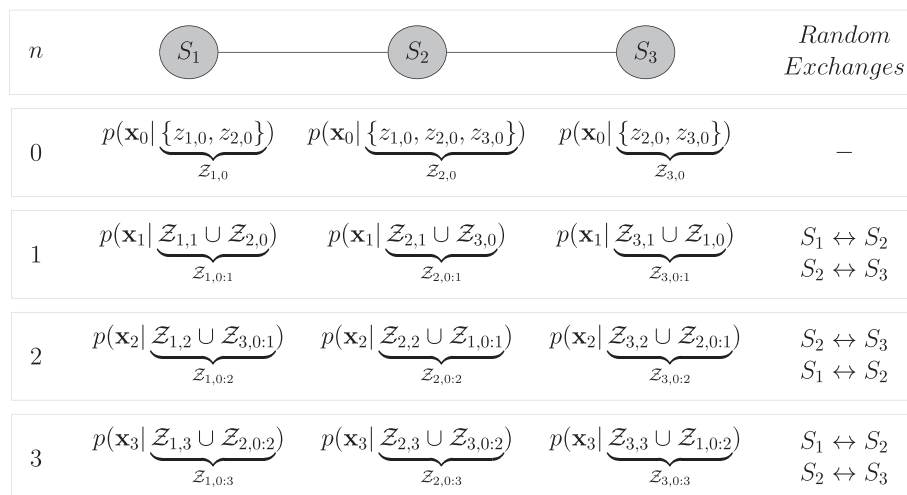 n S₁ S₂ S₃ Random Exchanges
0 p(𝐱₀| {z₁,₀, z₂,₀}) p(𝐱₀| {z₁,₀, z₂,₀, z₃,₀}) p(𝐱₀| {z₂,₀, z₃,₀}) −
𝒵₁,₀ 𝒵₂,₀ 𝒵₃,₀
1 p(𝐱₁| 𝒵₁,₁ ∪ 𝒵₂,₀) p(𝐱₁| 𝒵₂,₁ ∪ 𝒵₃,₀) p(𝐱₁| 𝒵₃,₁ ∪ 𝒵₁,₀) S₁ ↔ S₂
𝒵₁,₀:₁ 𝒵₂,₀:₁ 𝒵₃,₀:₁ S₂ ↔ S₃
2 p(𝐱₂| 𝒵₁,₂ ∪ 𝒵₃,₀:₁) p(𝐱₂| 𝒵₂,₂ ∪ 𝒵₁,₀:₁) p(𝐱₂| 𝒵₃,₂ ∪ 𝒵₂,₀:₁) S₂ ↔ S₃
𝒵₁,₀:₂ 𝒵₂,₀:₂ 𝒵₃,₀:₂ S₁ ↔ S₂
3 p(𝐱₃| 𝒵₁,₃ ∪ 𝒵₂,₀:₂) p(𝐱₃| 𝒵₂,₃ ∪ 𝒵₃,₀:₂) p(𝐱₃| 𝒵₃,₃ ∪ 𝒵₁,₀:₂) S₁ ↔ S₂
𝒵₁,₀:₃ 𝒵₂,₀:₃ 𝒵₃,₀:₃ S₂ ↔ S₃